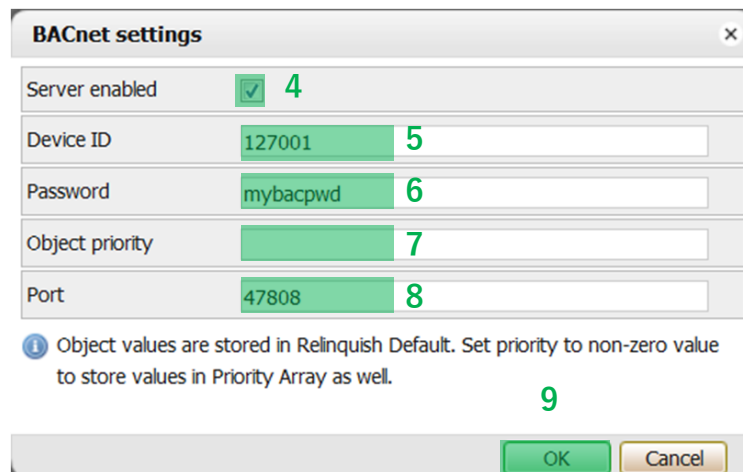 BACnet settings ×
Server enabled 4
Device ID 127001 5
Password mybacpwd 6
Object priority 7
Port 47808 8
Object values are stored in Relinquish Default. Set priority to non-zero value
to store values in Priority Array as well.
9
OK Cancel